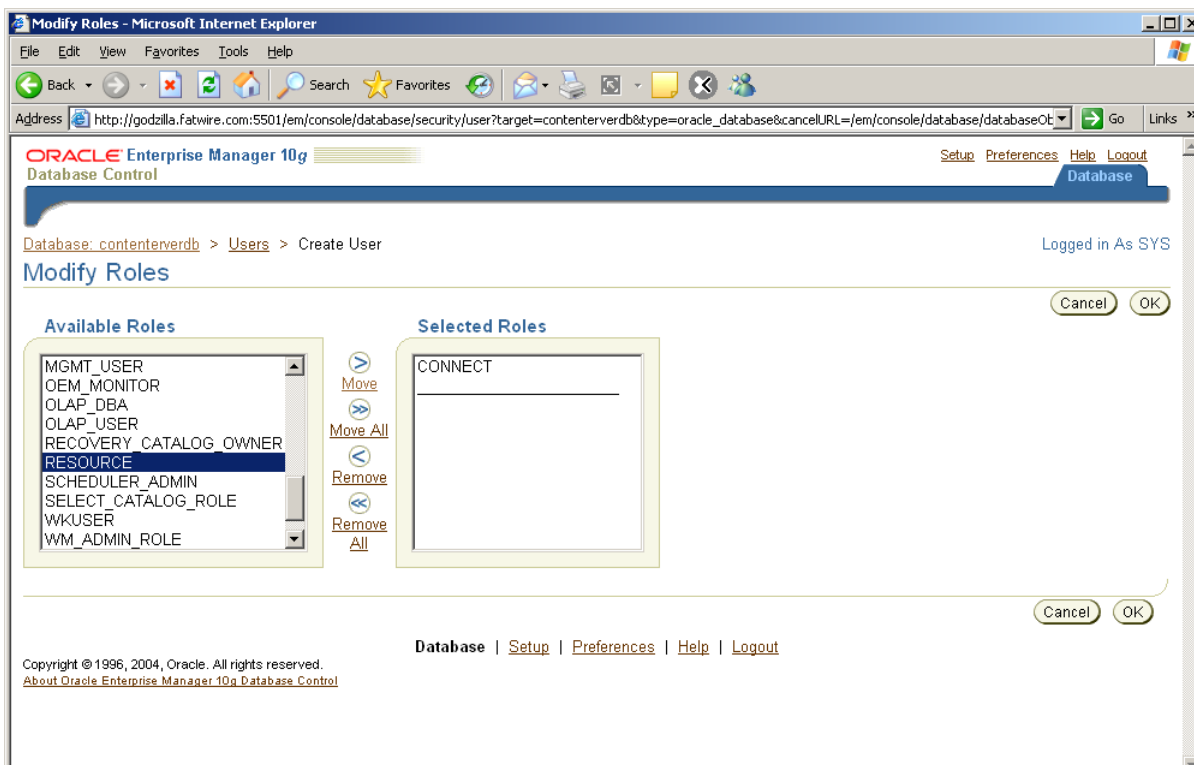 Modify Roles - Microsoft Internet Explorer
File Edit View Favorites Tools Help
Back Search Favorites
Address http://godzilla.fatwire.com:5501/em/console/database/security/user?target=contenterverdb&type=oracle_database&cancelURL=/em/console/database/databaseOb Go Links »
ORACLE Enterprise Manager 10g
Database Control
Setup Preferences Help Logout
Database
Database: contenterverdb > Users > Create User
Logged in As SYS
Modify Roles
Cancel OK
Available Roles
MGMT_USER
OEM_MONITOR
OLAP_DBA
OLAP_USER
RECOVERY_CATALOG_OWNER
RESOURCE
SCHEDULER_ADMIN
SELECT_CATALOG_ROLE
WKUSER
WM_ADMIN_ROLE
Move
Move All
Remove
Remove
All
Selected Roles
CONNECT
Cancel OK
Database | Setup | Preferences | Help | Logout
Copyright © 1996, 2004, Oracle. All rights reserved.
About Oracle Enterprise Manager 10g Database Control